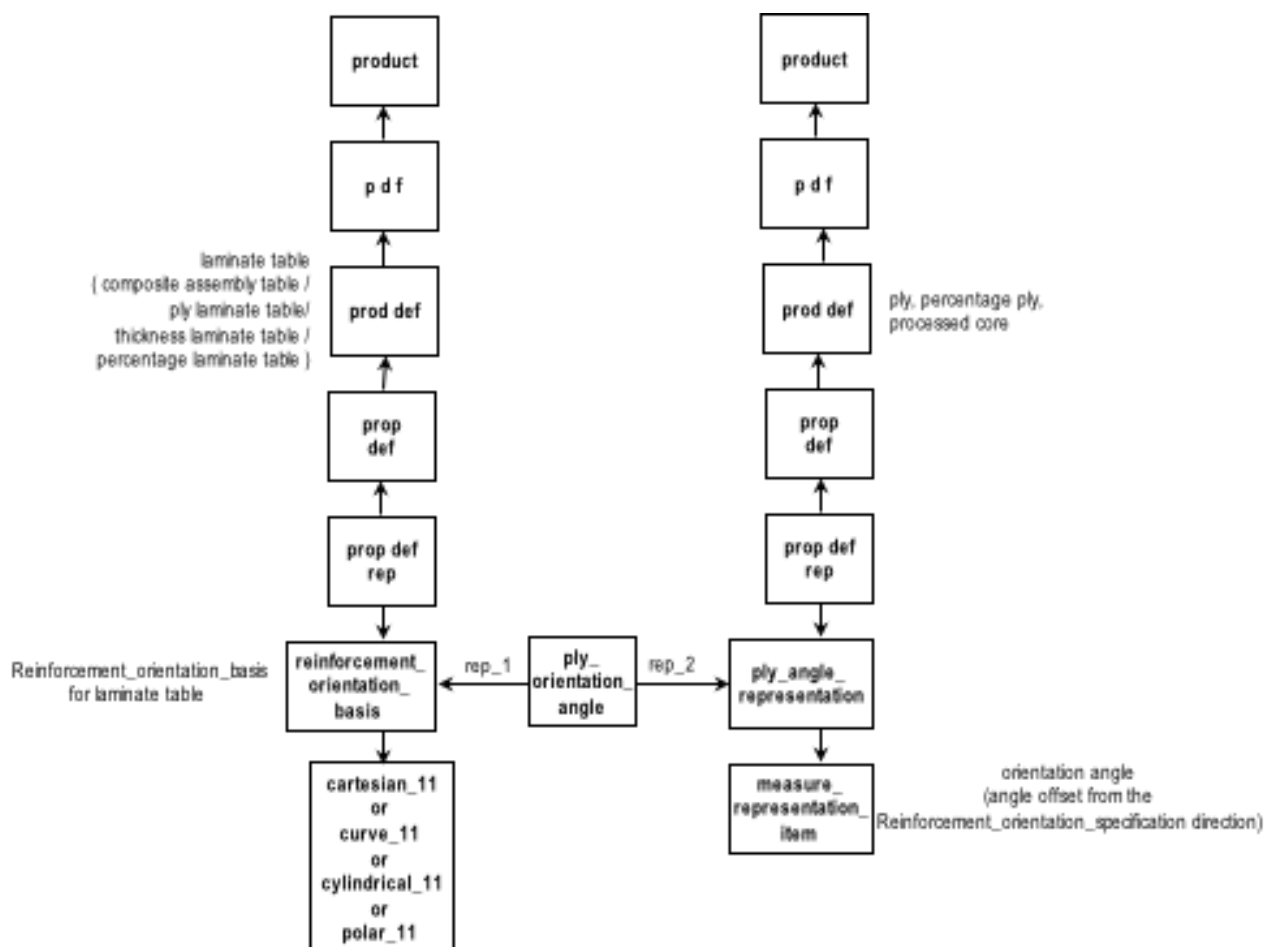 product
product
p d f
p d f
laminate table
{ composite assembly table /
ply laminate table/
thickness laminate table /
percentage laminate table }
prod def
prod def
ply, percentage ply,
processed core
prop
def
prop
def
prop def
rep
prop def
rep
Reinforcement_orientation_basis
for laminate table
reinforcement_
orientation_
basis
rep_1
ply_
orientation_
angle
rep_2
ply_angle_
representation
cartesian_11
or
curve_11
or
cylindrical_11
or
polar_11
measure_
representation_
item
orientation angle
(angle offset from the
Reinforcement_orientation_specification direction)